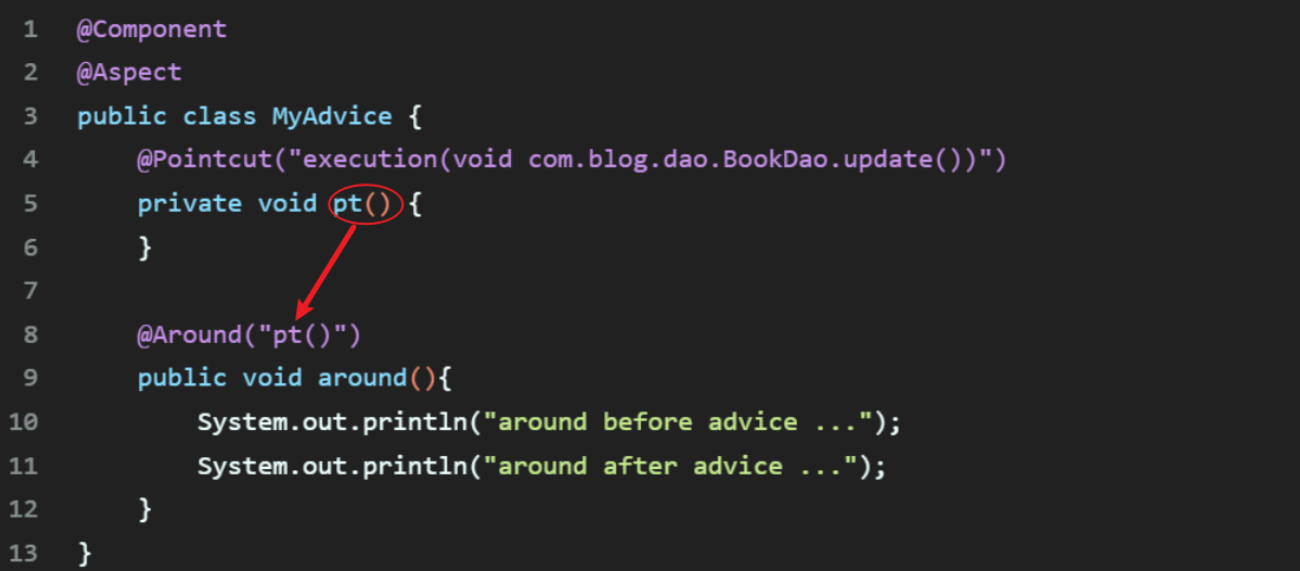 1 @Component
2 @Aspect
3 public class MyAdvice {
4     @Pointcut("execution(void com.blog.dao.BookDao.update())")
5     private void pt() {
6     }
7
8     @Around("pt()")
9     public void around(){
10         System.out.println("around before advice ...");
11         System.out.println("around after advice ...");
12     }
13 }